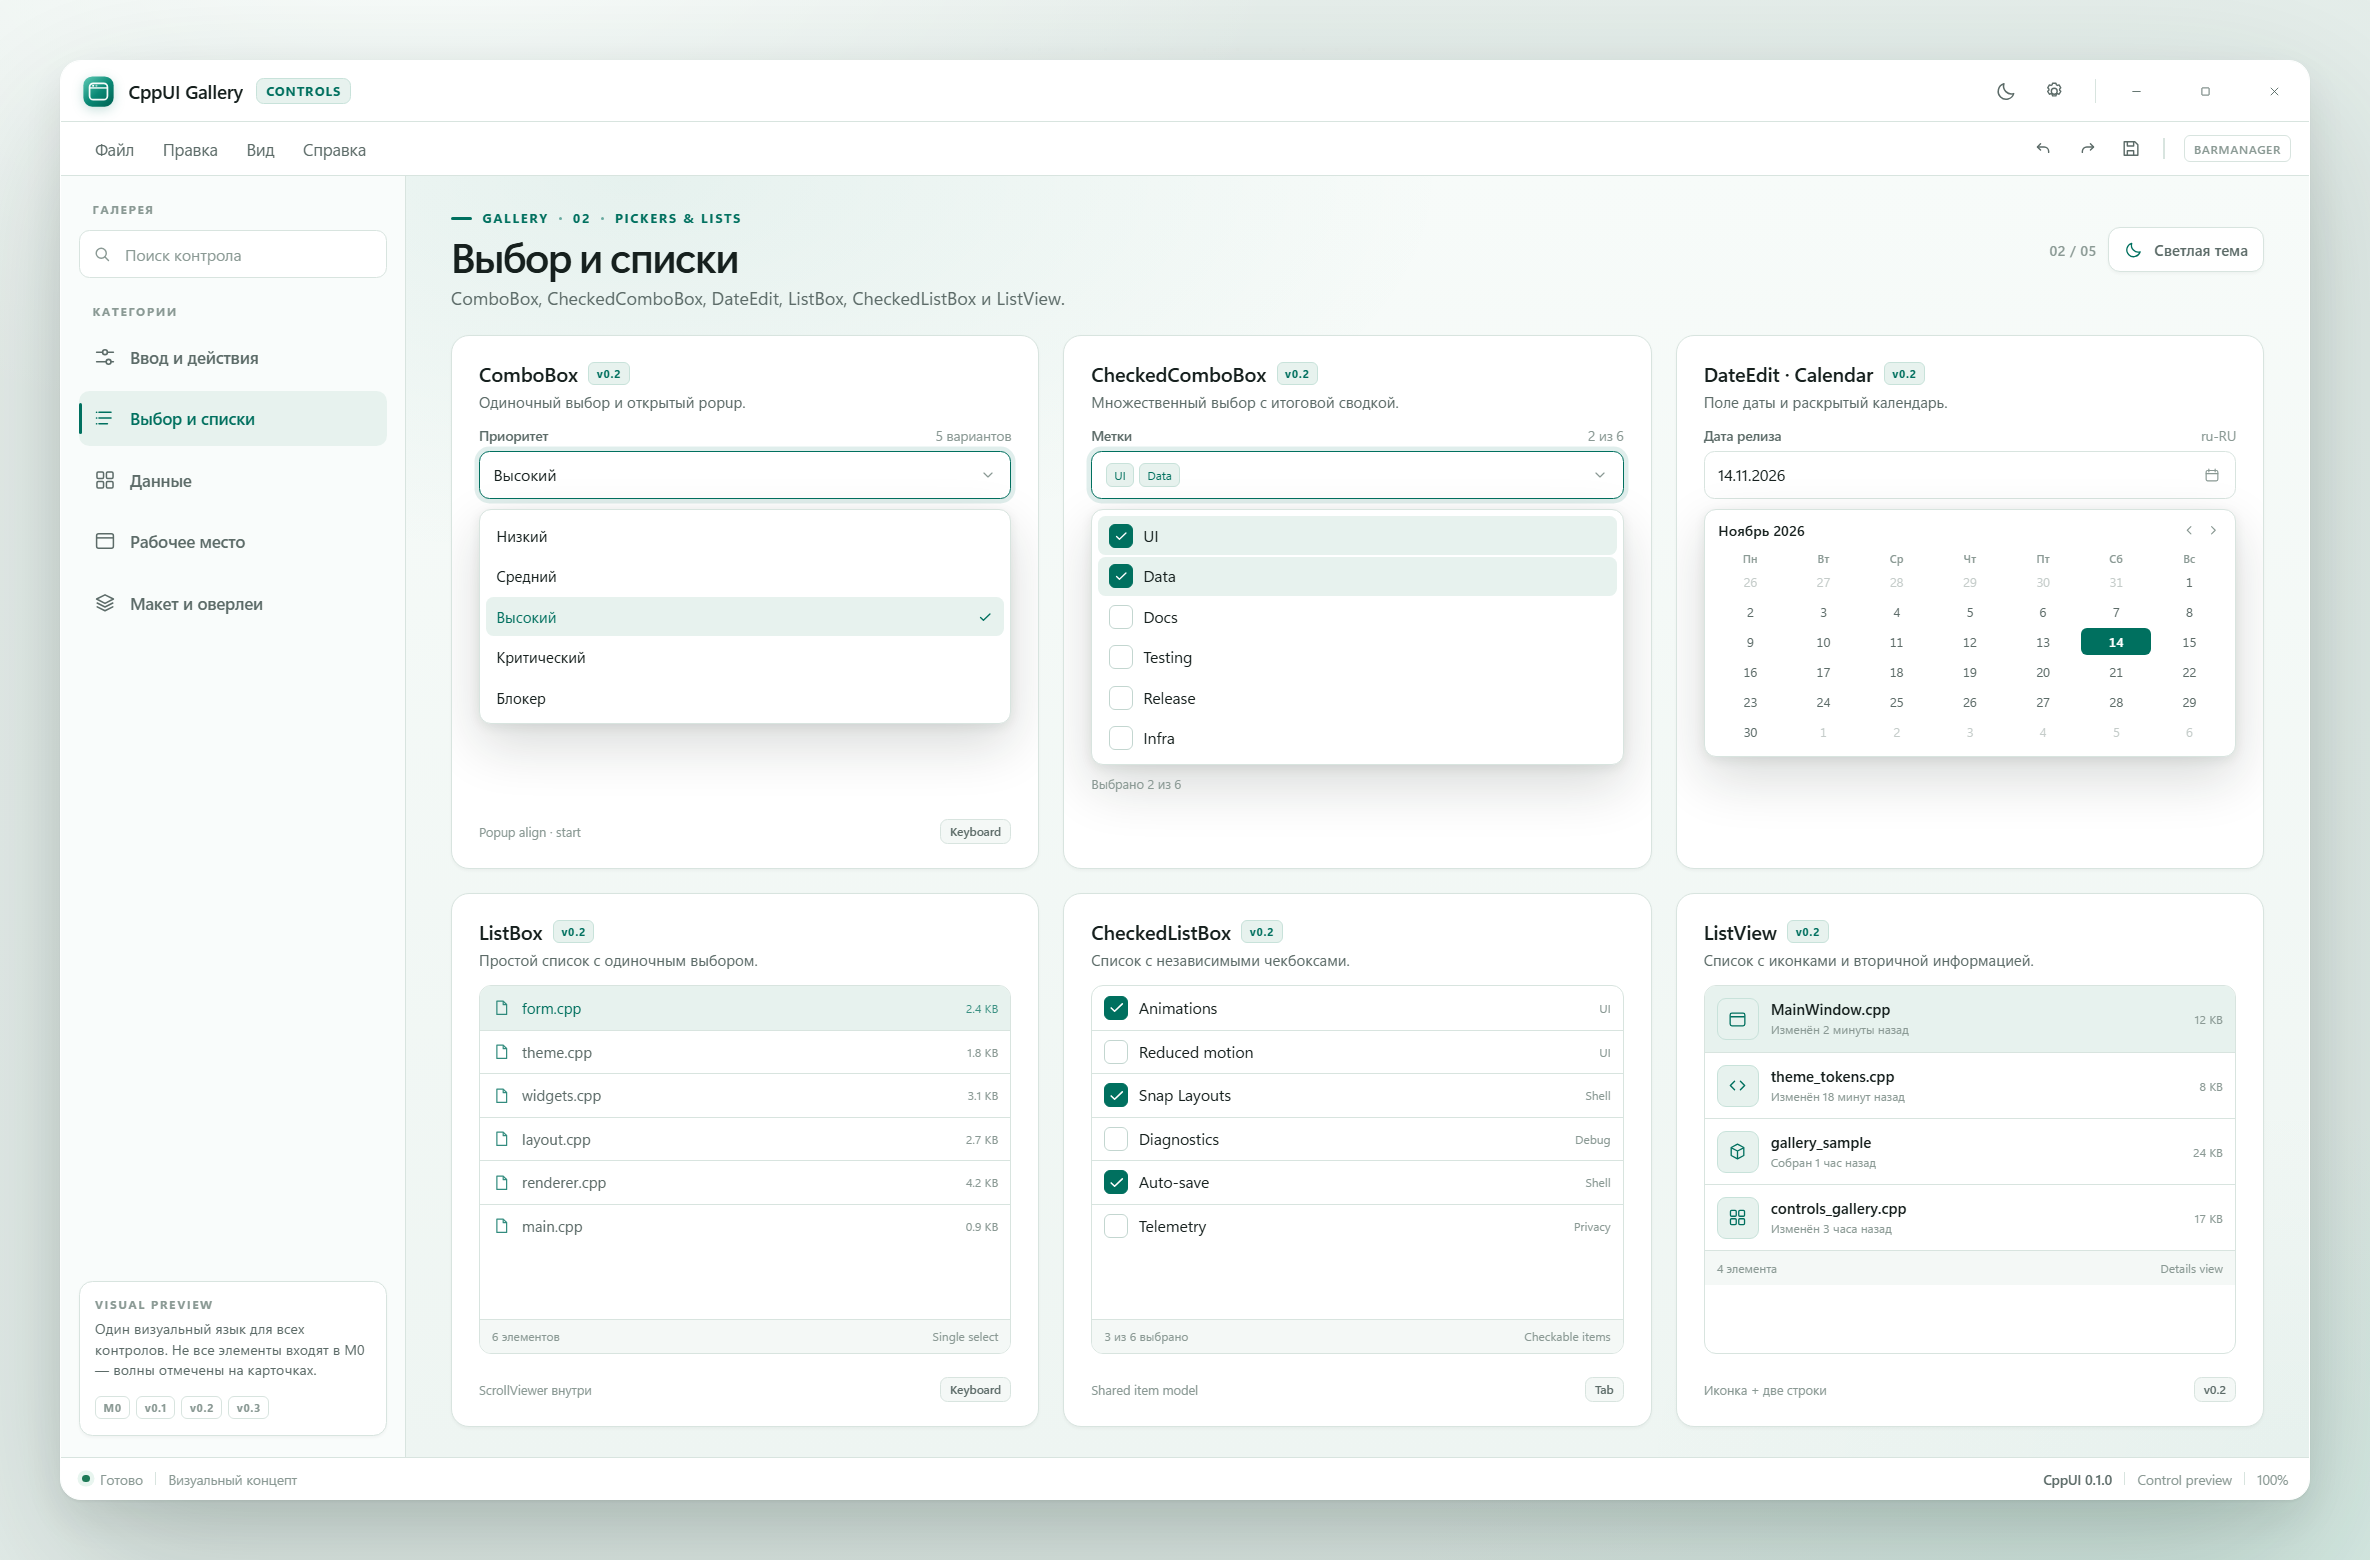 CppUI Gallery CONTROLS
Файл Правка Вид Справка BARMANAGER
ГАЛЕРЕЯ
Поиск контрола
КАТЕГОРИИ
Ввод и действия
Выбор и списки
Данные
Рабочее место
Макет и оверлеи
VISUAL PREVIEW
Один визуальный язык для всех
контролов. Не все элементы входят в M0
— волны отмечены на карточках.
M0 v0.1 v0.2 v0.3
GALLERY · 02 · PICKERS & LISTS
Выбор и списки
ComboBox, CheckedComboBox, DateEdit, ListBox, CheckedListBox и ListView.
02 / 05 Светлая тема
ComboBox v0.2
Одиночный выбор и открытый popup.
Приоритет 5 вариантов
Высокий
Низкий
Средний
Высокий
Критический
Блокер
Popup align · start Keyboard
CheckedComboBox v0.2
Множественный выбор с итоговой сводкой.
Метки 2 из 6
UI Data
UI
Data
Docs
Testing
Release
Infra
Выбрано 2 из 6
DateEdit · Calendar v0.2
Поле даты и раскрытый календарь.
Дата релиза ru-RU
14.11.2026
Ноябрь 2026
Пн Вт Ср Чт Пт Сб Вс
26 27 28 29 30 31 1
2 3 4 5 6 7 8
9 10 11 12 13 14 15
16 17 18 19 20 21 22
23 24 25 26 27 28 29
30 1 2 3 4 5 6
ListBox v0.2
Простой список с одиночным выбором.
form.cpp 2.4 KB
theme.cpp 1.8 KB
widgets.cpp 3.1 KB
layout.cpp 2.7 KB
renderer.cpp 4.2 KB
main.cpp 0.9 KB
6 элементов Single select
ScrollViewer внутри Keyboard
CheckedListBox v0.2
Список с независимыми чекбоксами.
Animations UI
Reduced motion UI
Snap Layouts Shell
Diagnostics Debug
Auto-save Shell
Telemetry Privacy
3 из 6 выбрано Checkable items
Shared item model Tab
ListView v0.2
Список с иконками и вторичной информацией.
MainWindow.cpp 12 KB
Изменён 2 минуты назад
theme_tokens.cpp 8 KB
Изменён 18 минут назад
gallery_sample 24 KB
Собран 1 час назад
controls_gallery.cpp 17 KB
Изменён 3 часа назад
4 элемента Details view
Иконка + две строки v0.2
Готово Визуальный концепт CppUI 0.1.0 Control preview 100%